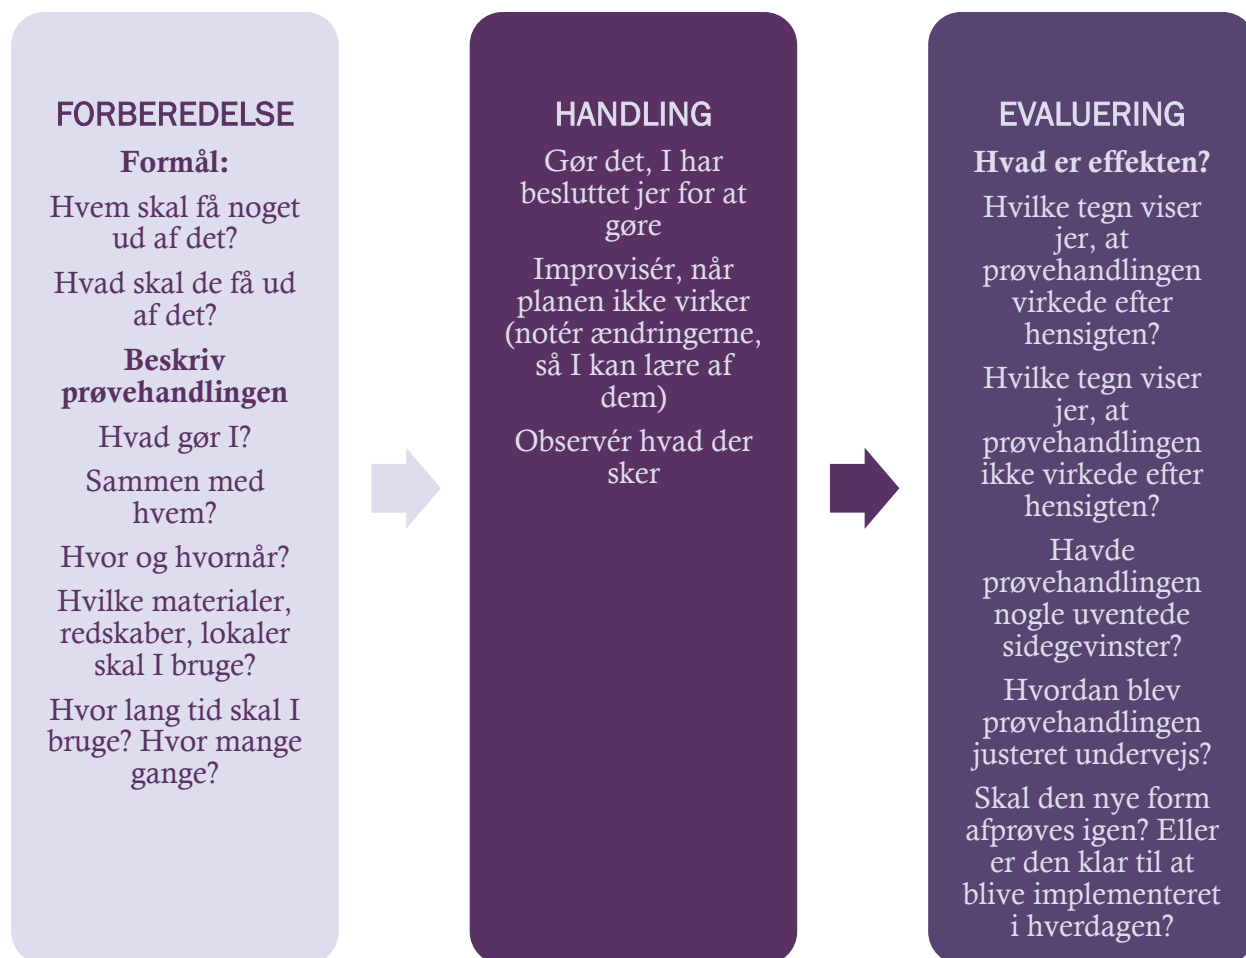 FORBEREDELSE
Formål:
Hvem skal få noget
ud af det?
Hvad skal de få ud
af det?
Beskriv
prøvehandlingen
Hvad gør I?
Sammen med
hvem?
Hvor og hvornår?
Hvilke materialer,
redskaber, lokaler
skal I bruge?
Hvor lang tid skal I
bruge? Hvor mange
gange?
HANDLING
Gør det, I har
besluttet jer for at
gøre
Improvisér, når
planen ikke virker
(notér ændringerne,
så I kan lære af
dem)
Observér hvad der
sker
EVALUERING
Hvad er effekten?
Hvilke tegn viser
jer, at
prøvehandlingen
virkede efter
hensigten?
Hvilke tegn viser
jer, at
prøvehandlingen
ikke virkede efter
hensigten?
Havde
prøvehandlingen
nogle uventede
sidegevinster?
Hvordan blev
prøvehandlingen
justeret undervejs?
Skal den nye form
afprøves igen? Eller
er den klar til at
blive implementeret
i hverdagen?